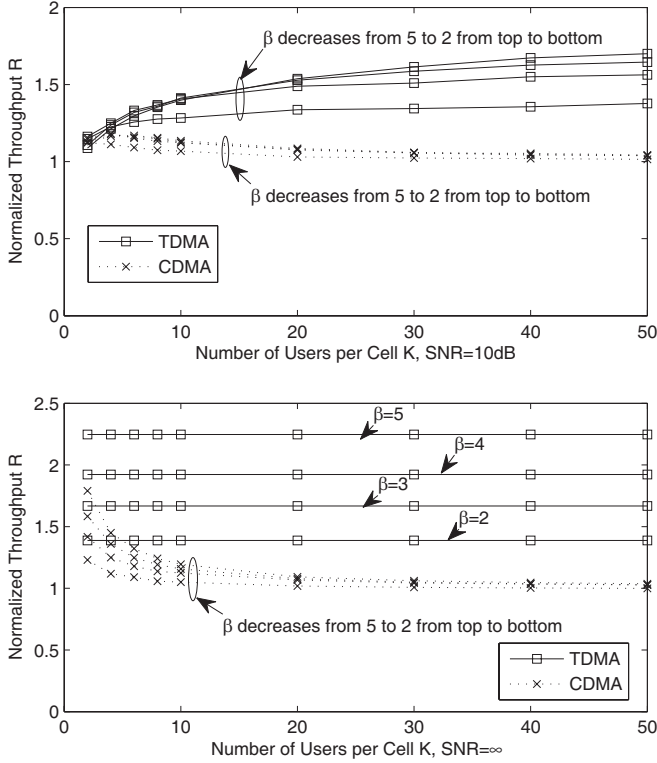 2
β decreases from 5 to 2 from top to bottom
1.5
1
β decreases from 5 to 2 from top to bottom
0.5
TDMA
CDMA
0
0 10 20 30 40 50
Number of Users per Cell K, SNR=10dB
Normalized Throughput R
2.5
β=5
2
β=4
β=3
1.5
β=2
1
β decreases from 5 to 2 from top to bottom
0.5
TDMA
CDMA
0
0 10 20 30 40 50
Number of Users per Cell K, SNR=∞
Normalized Throughput R